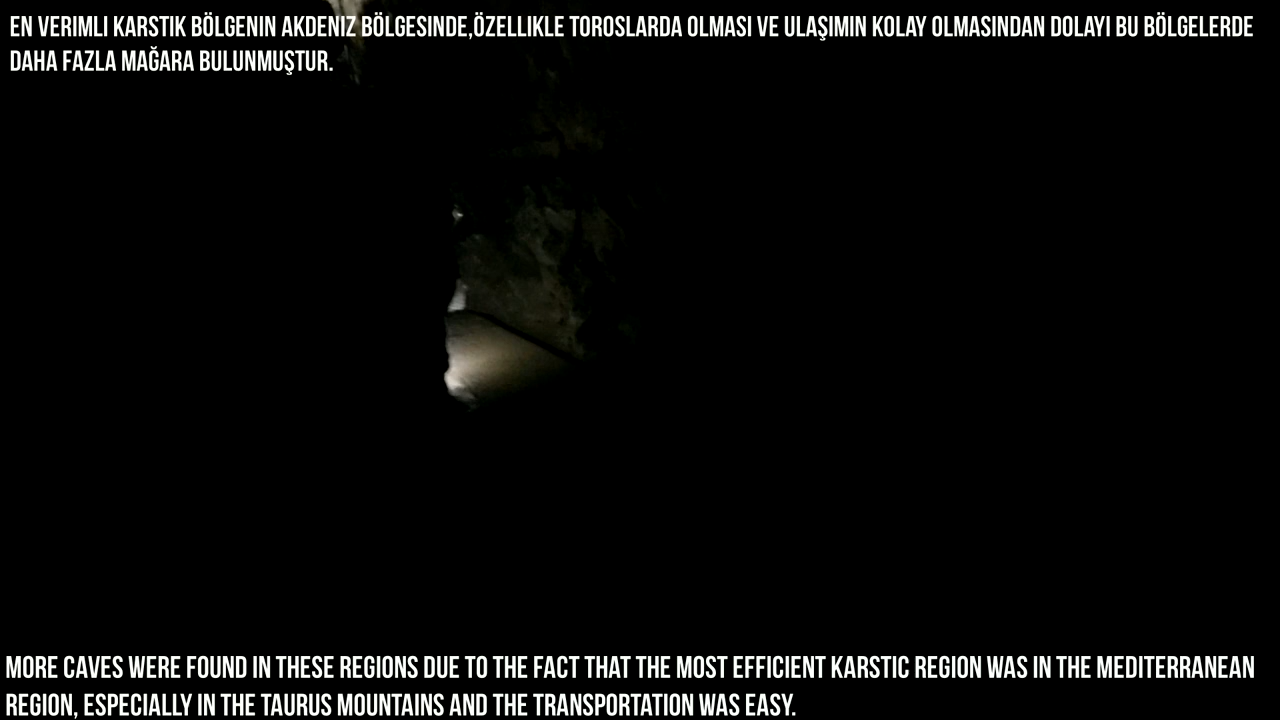 EN VERIMLI KARSTIK BÖLGENIN AKDENIZ BÖLGESINDE,ÖZELLIKLE TOROSLARDA OLMASI VE ULAŞIMIN KOLAY OLMASINDAN DOLAYI BU BÖLGELERDE
DAHA FAZLA MAĞARA BULUNMUŞTUR.
MORE CAVES WERE FOUND IN THESE REGIONS DUE TO THE FACT THAT THE MOST EFFICIENT KARSTIC REGION WAS IN THE MEDITERRANEAN
REGION, ESPECIALLY IN THE TAURUS MOUNTAINS AND THE TRANSPORTATION WAS EASY.